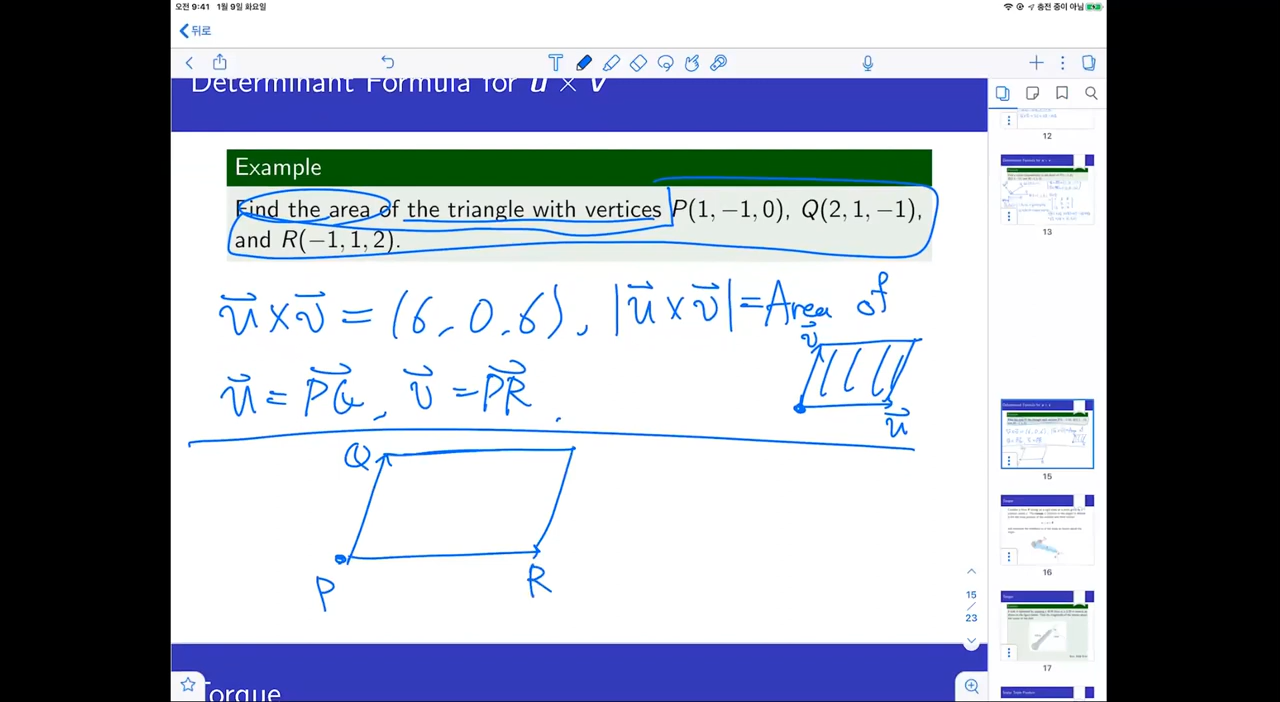 오전 9:41 1월 9일 화요일
충전 중이 아님
뒤로
Determinant Formula for u × v
Example
Find the area of the triangle with vertices P(1, −1, 0), Q(2, 1, −1),
and R(−1, 1, 2).
u⃗ × v⃗ = (6, 0, 6), |u⃗ × v⃗| = Area of
v⃗
u⃗ = PQ⃗, v⃗ = PR⃗.
u⃗
Q
P
R
15
/
23
Torque
12
13
15
16
17